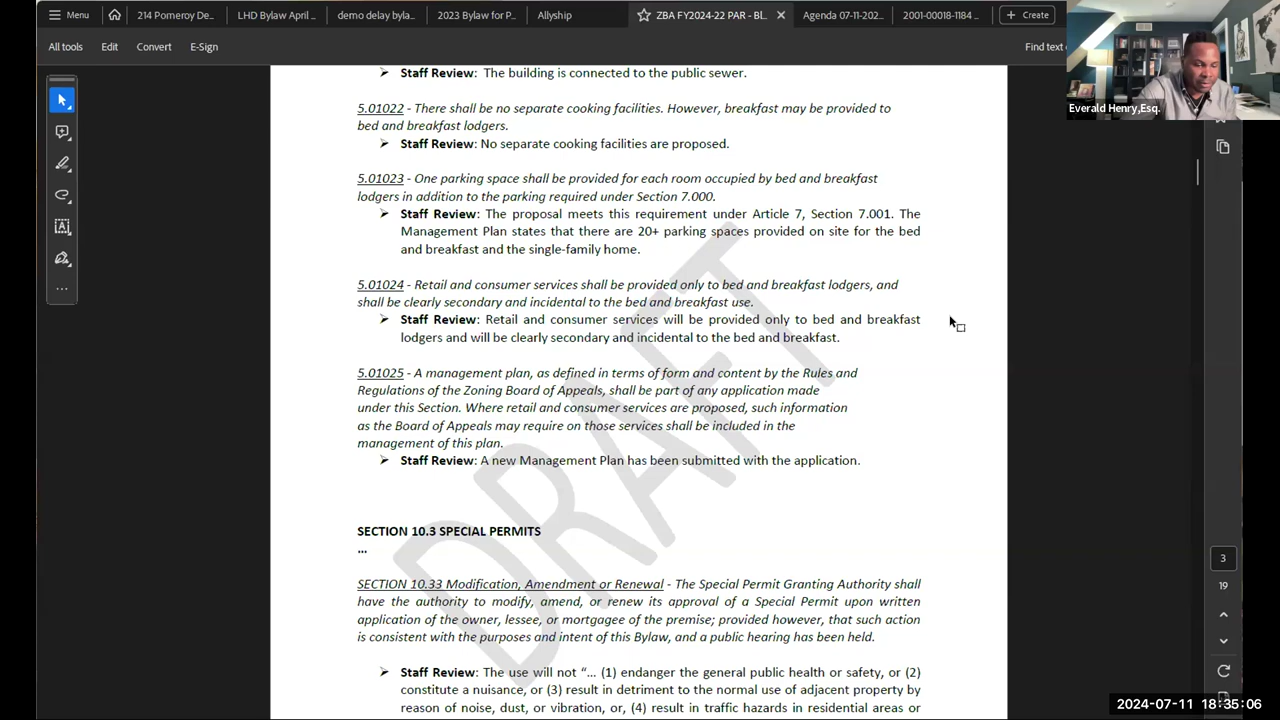 Menu
214 Pomeroy De...
LHD Bylaw April ...
demo delay byla...
2023 Bylaw for P...
Allyship
ZBA FY2024-22 PAR - Bl...
Agenda 07-11-202...
2001-00018-1184 ...
Create
All tools
Edit
Convert
E-Sign
Find text
Everald Henry,Esq.
➤ Staff Review: The building is connected to the public sewer.
5.01022 - There shall be no separate cooking facilities. However, breakfast may be provided to
bed and breakfast lodgers.
➤ Staff Review: No separate cooking facilities are proposed.
5.01023 - One parking space shall be provided for each room occupied by bed and breakfast
lodgers in addition to the parking required under Section 7.000.
➤ Staff Review: The proposal meets this requirement under Article 7, Section 7.001. The
Management Plan states that there are 20+ parking spaces provided on site for the bed
and breakfast and the single-family home.
5.01024 - Retail and consumer services shall be provided only to bed and breakfast lodgers, and
shall be clearly secondary and incidental to the bed and breakfast use.
➤ Staff Review: Retail and consumer services will be provided only to bed and breakfast
lodgers and will be clearly secondary and incidental to the bed and breakfast.
5.01025 - A management plan, as defined in terms of form and content by the Rules and
Regulations of the Zoning Board of Appeals, shall be part of any application made
under this Section. Where retail and consumer services are proposed, such information
as the Board of Appeals may require on those services shall be included in the
management of this plan.
➤ Staff Review: A new Management Plan has been submitted with the application.
DRAFT
SECTION 10.3 SPECIAL PERMITS
...
SECTION 10.33 Modification, Amendment or Renewal - The Special Permit Granting Authority shall
have the authority to modify, amend, or renew its approval of a Special Permit upon written
application of the owner, lessee, or mortgagee of the premise; provided however, that such action
is consistent with the purposes and intent of this Bylaw, and a public hearing has been held.
➤ Staff Review: The use will not “... (1) endanger the general public health or safety, or (2)
constitute a nuisance, or (3) result in detriment to the normal use of adjacent property by
reason of noise, dust, or vibration, or, (4) result in traffic hazards in residential areas or
3
19
2024-07-11 18:35:06